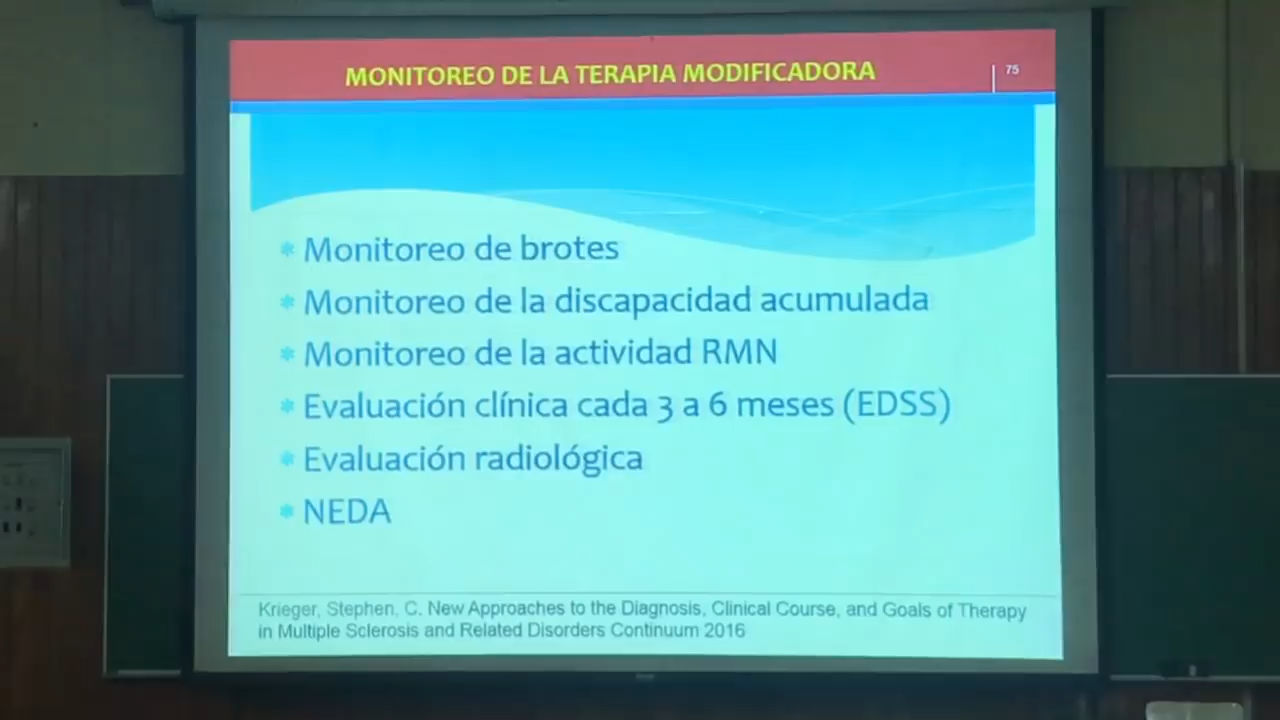 MONITOREO DE LA TERAPIA MODIFICADORA
75
Monitoreo de brotes
Monitoreo de la discapacidad acumulada
Monitoreo de la actividad RMN
Evaluación clínica cada 3 a 6 meses (EDSS)
Evaluación radiológica
NEDA
Krieger, Stephen, C. New Approaches to the Diagnosis, Clinical Course, and Goals of Therapy
in Multiple Sclerosis and Related Disorders Continuum 2016